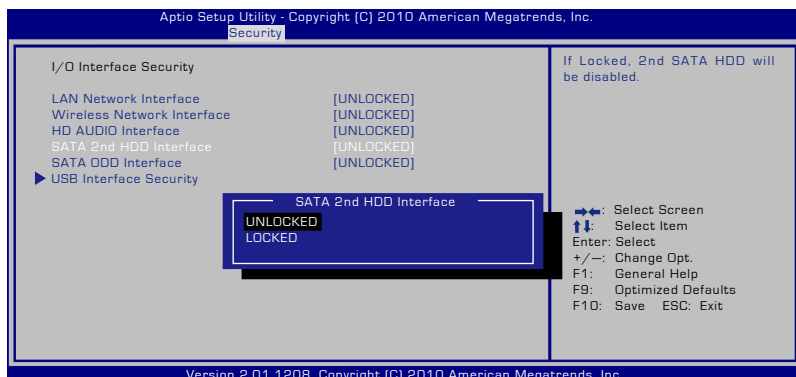 Aptio Setup Utility - Copyright (C) 2010 American Megatrends, Inc.
Security
I/O Interface Security
LAN Network Interface [UNLOCKED]
Wireless Network Interface [UNLOCKED]
HD AUDIO Interface [UNLOCKED]
SATA 2nd HDD Interface [UNLOCKED]
SATA ODD Interface [UNLOCKED]
USB Interface Security
SATA 2nd HDD Interface
UNLOCKED
LOCKED
If Locked, 2nd SATA HDD will
be disabled.
: Select Screen
: Select Item
Enter: Select
+/—: Change Opt.
F1: General Help
F9: Optimized Defaults
F10: Save ESC: Exit
Version 2.01.1208. Copyright (C) 2010 American Megatrends, Inc.